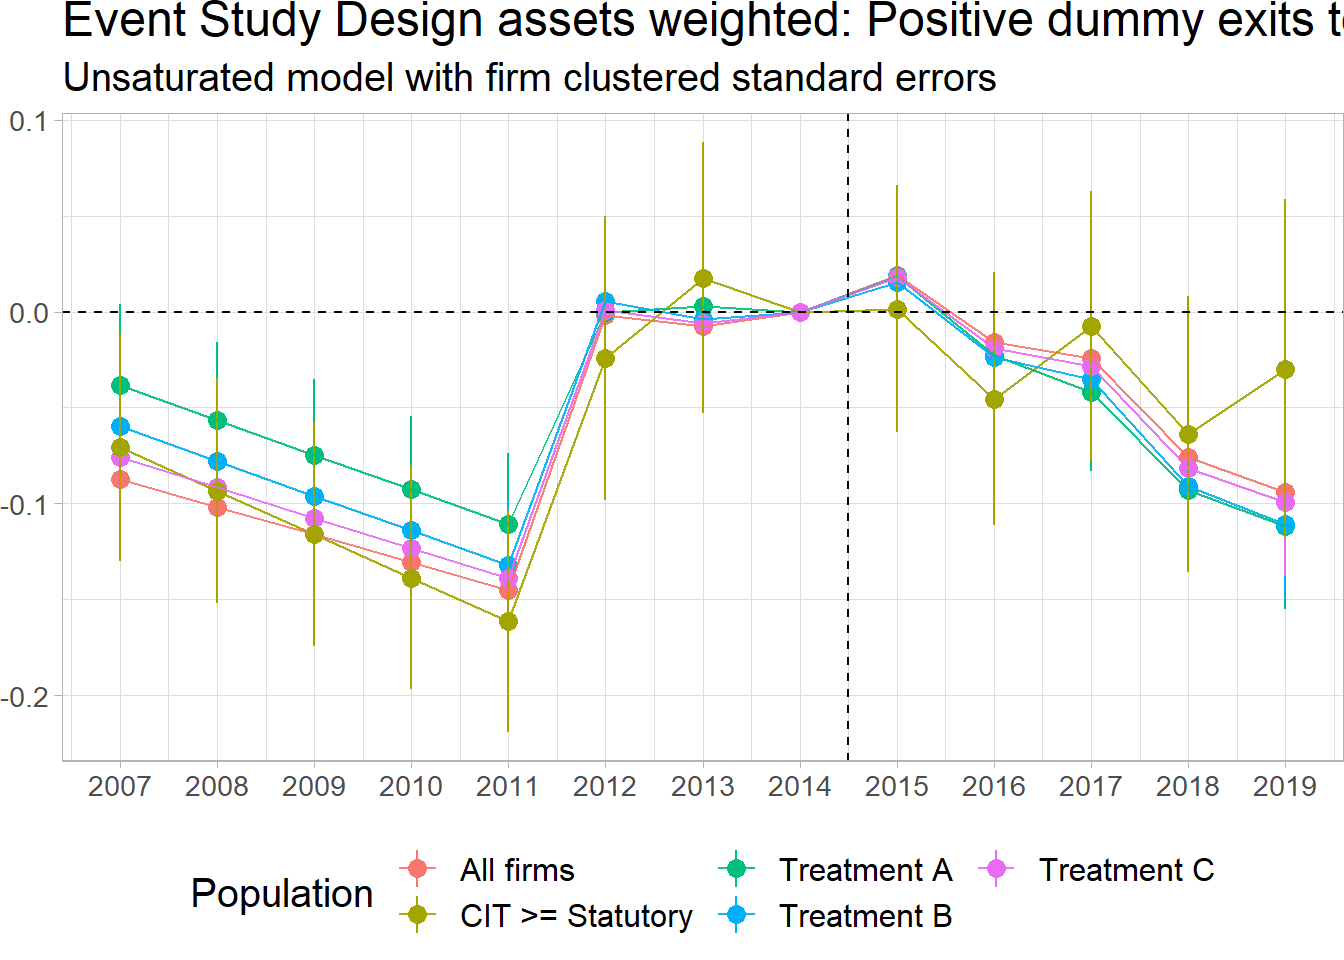 Event Study Design assets weighted: Positive dummy exits
Unsaturated model with firm clustered standard errors
0.1
0.0
-0.1
-0.2
2007 2008 2009 2010 2011 2012 2013 2014 2015 2016 2017 2018 2019
Population
All firms
CIT >= Statutory
Treatment A
Treatment B
Treatment C